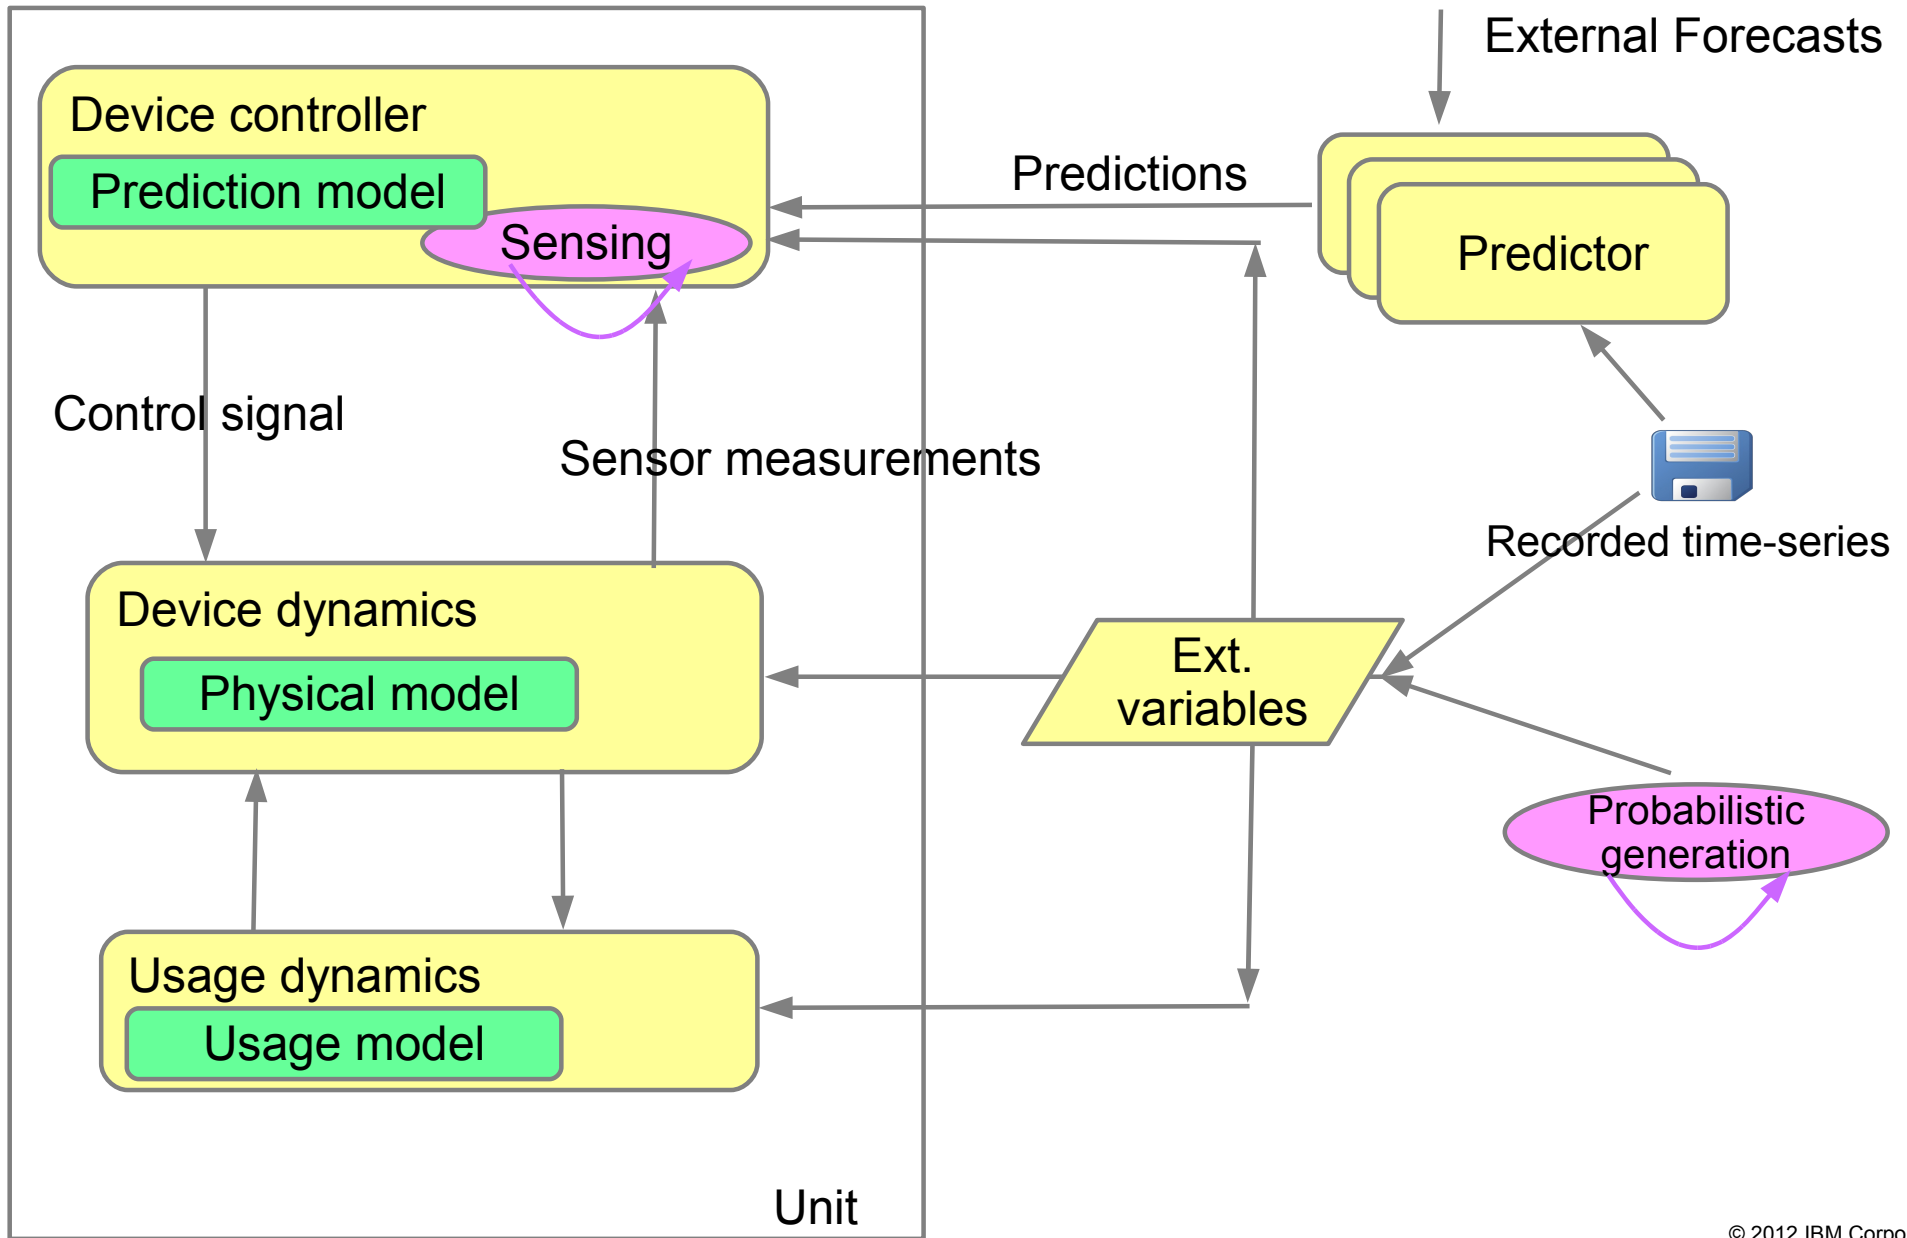 External Forecasts
Device controller
Prediction model
Sensing
Predictions
Predictor
Control signal
Sensor measurements
Recorded time-series
Device dynamics
Physical model
Ext.
variables
Probabilistic
generation
Usage dynamics
Usage model
Unit
© 2012 IBM Corpo